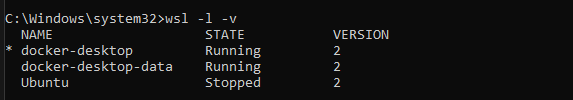 C:\Windows\system32>wsl -l -v
  NAME                   STATE           VERSION
* docker-desktop         Running         2
  docker-desktop-data    Running         2
  Ubuntu                 Stopped         2